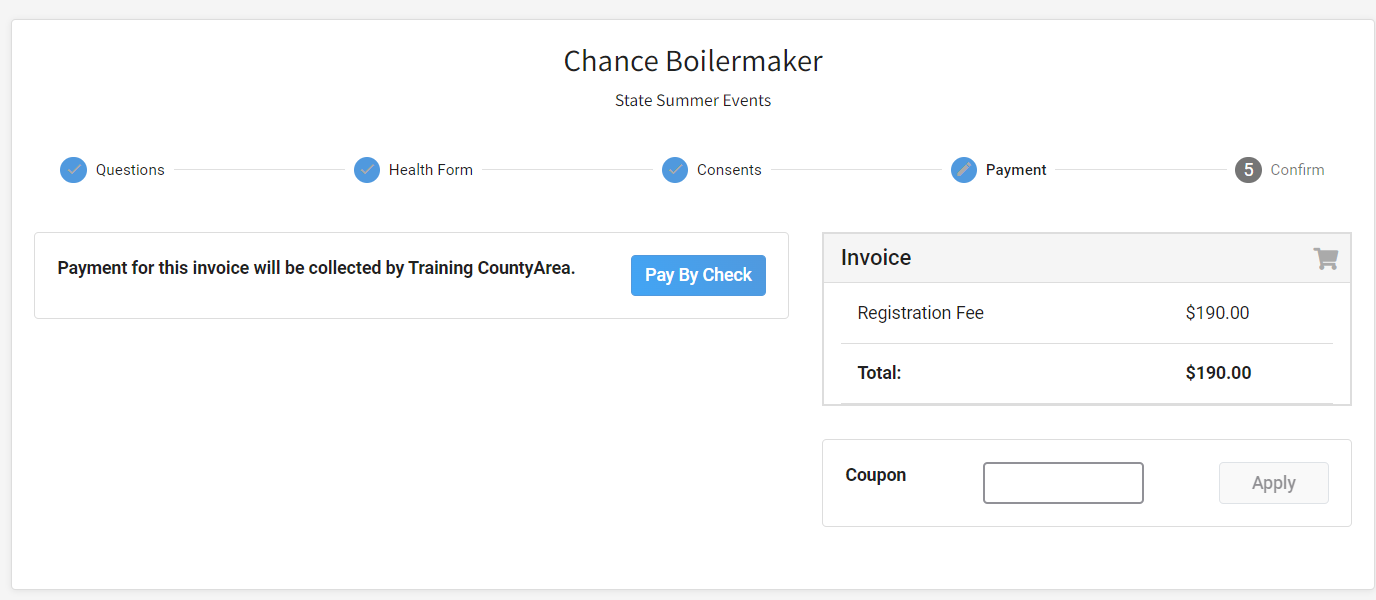 Chance Boilermaker
State Summer Events
Questions Health Form Consents Payment 5 Confirm
Payment for this invoice will be collected by Training CountyArea.
Pay By Check
Invoice
Registration Fee $190.00
Total: $190.00
Coupon Apply